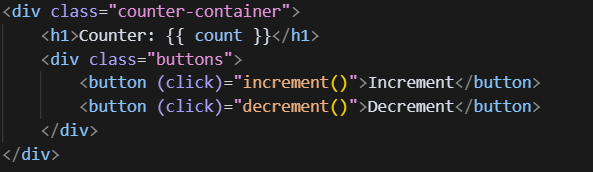 <div class="counter-container">
    <h1>Counter: {{ count }}</h1>
    <div class="buttons">
        <button (click)="increment()">Increment</button>
        <button (click)="decrement()">Decrement</button>
    </div>
</div>